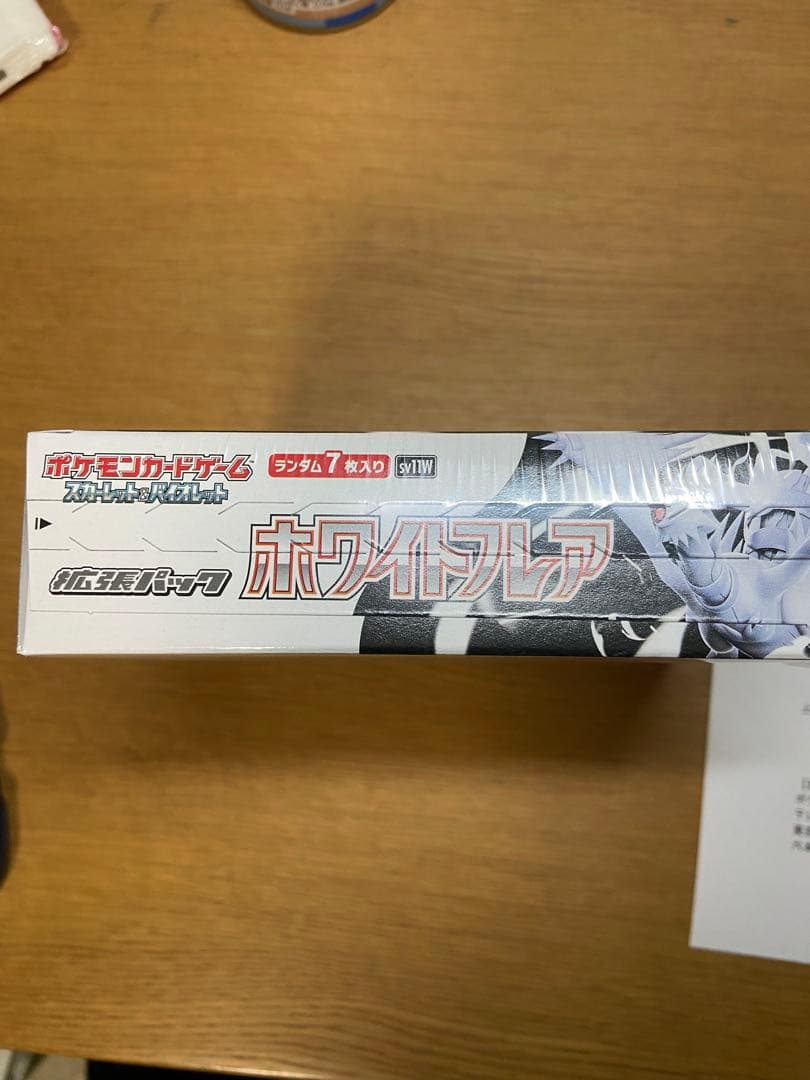 ポケモンカードゲーム
スカーレット&バイオレット
ランダム7枚入り
sv11W
拡張パック
ホワイトフレア